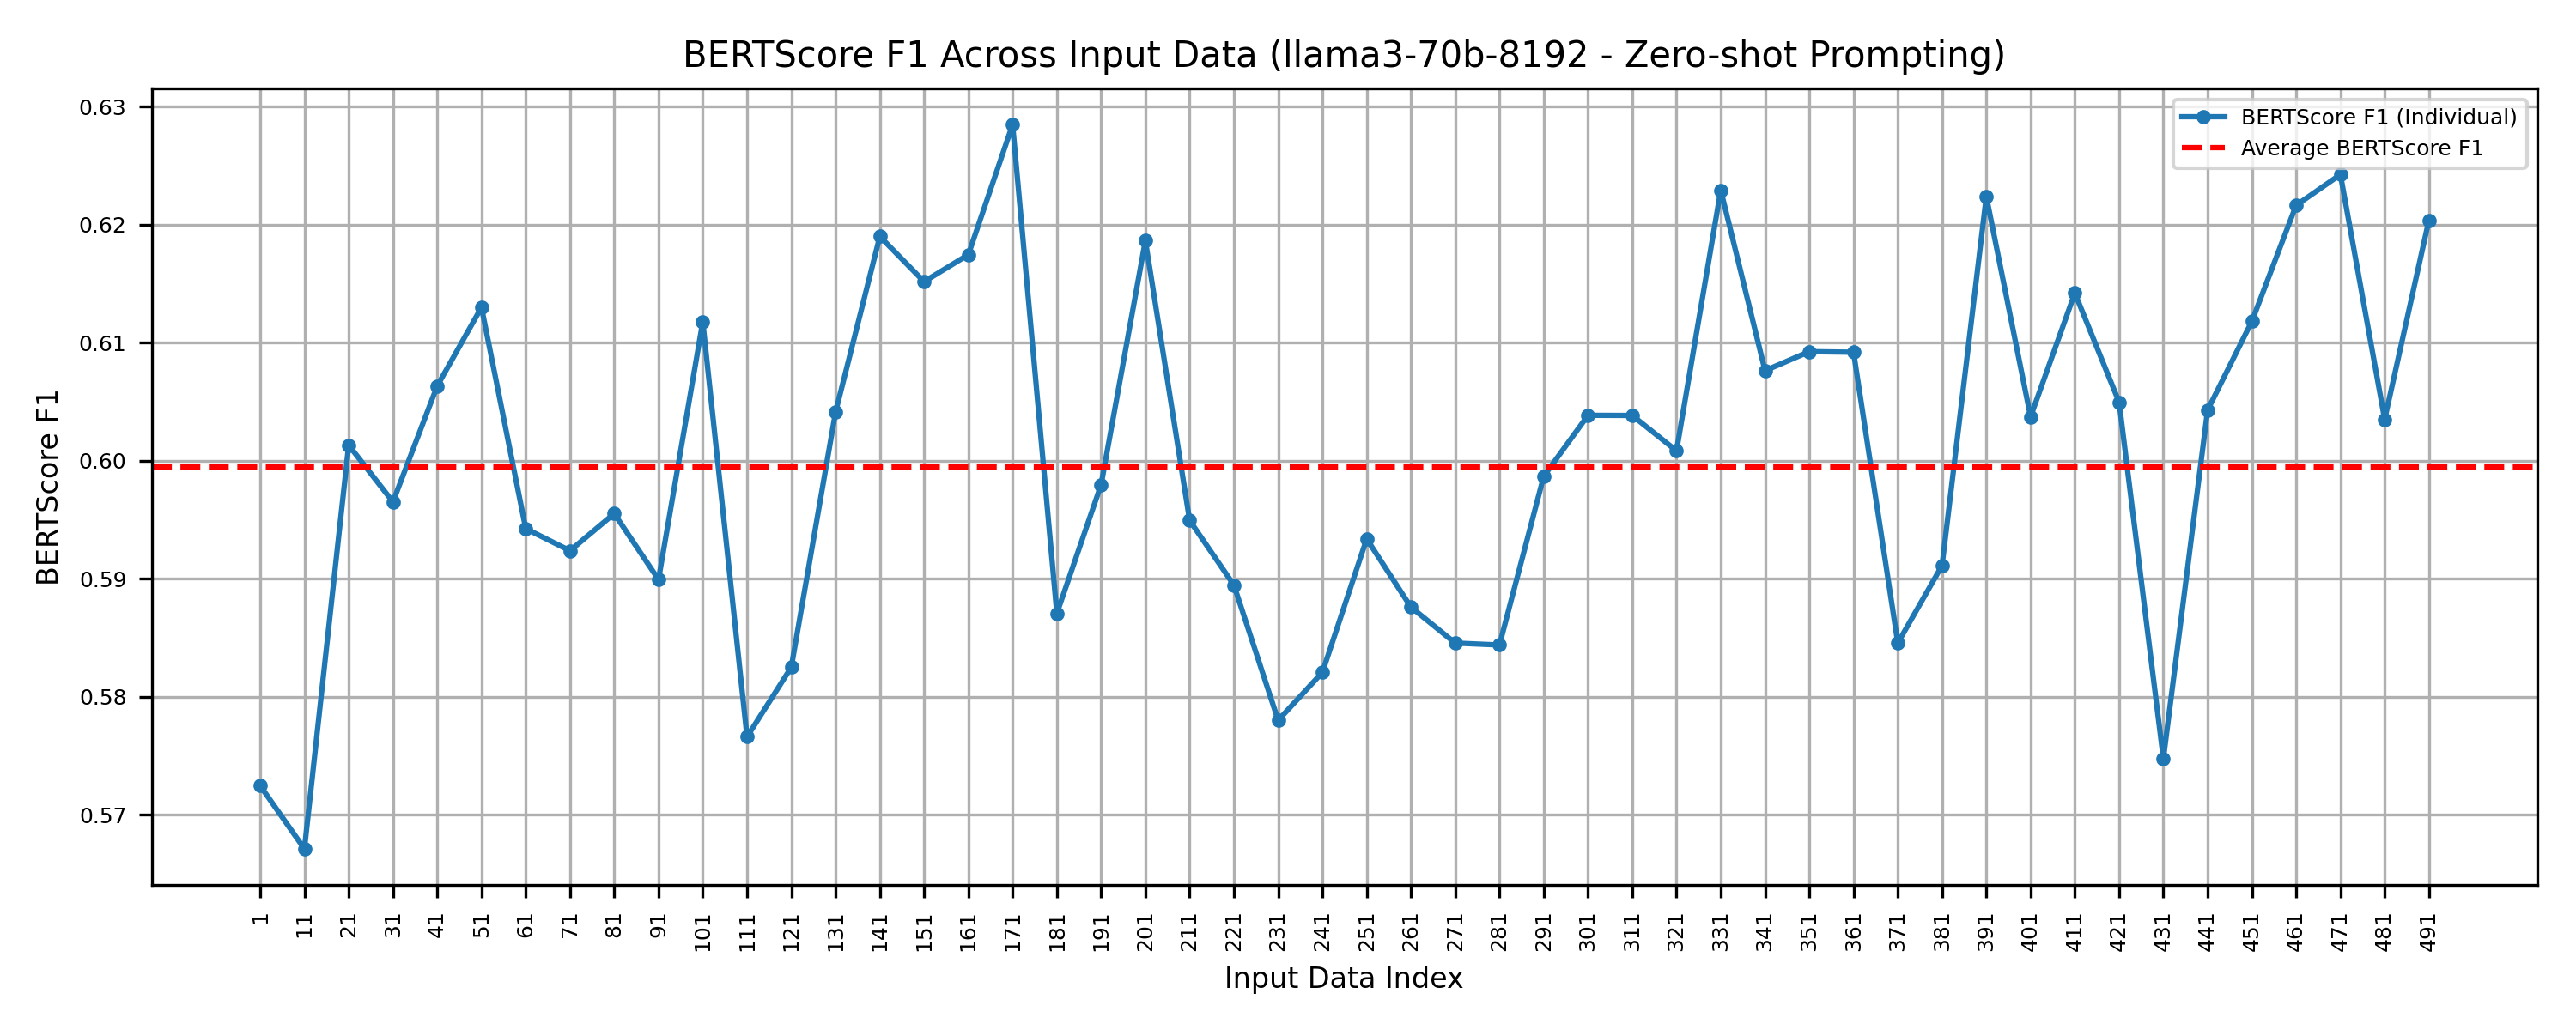 BERTScore F1 Across Input Data (llama3-70b-8192 - Zero-shot Prompting)
BERTScore F1 (Individual)
Average BERTScore F1
BERTScore F1
0.63
0.62
0.61
0.60
0.59
0.58
0.57
1 11 21 31 41 51 61 71 81 91 101 111 121 131 141 151 161 171 181 191 201 211 221 231 241 251 261 271 281 291 301 311 321 331 341 351 361 371 381 391 401 411 421 431 441 451 461 471 481 491
Input Data Index